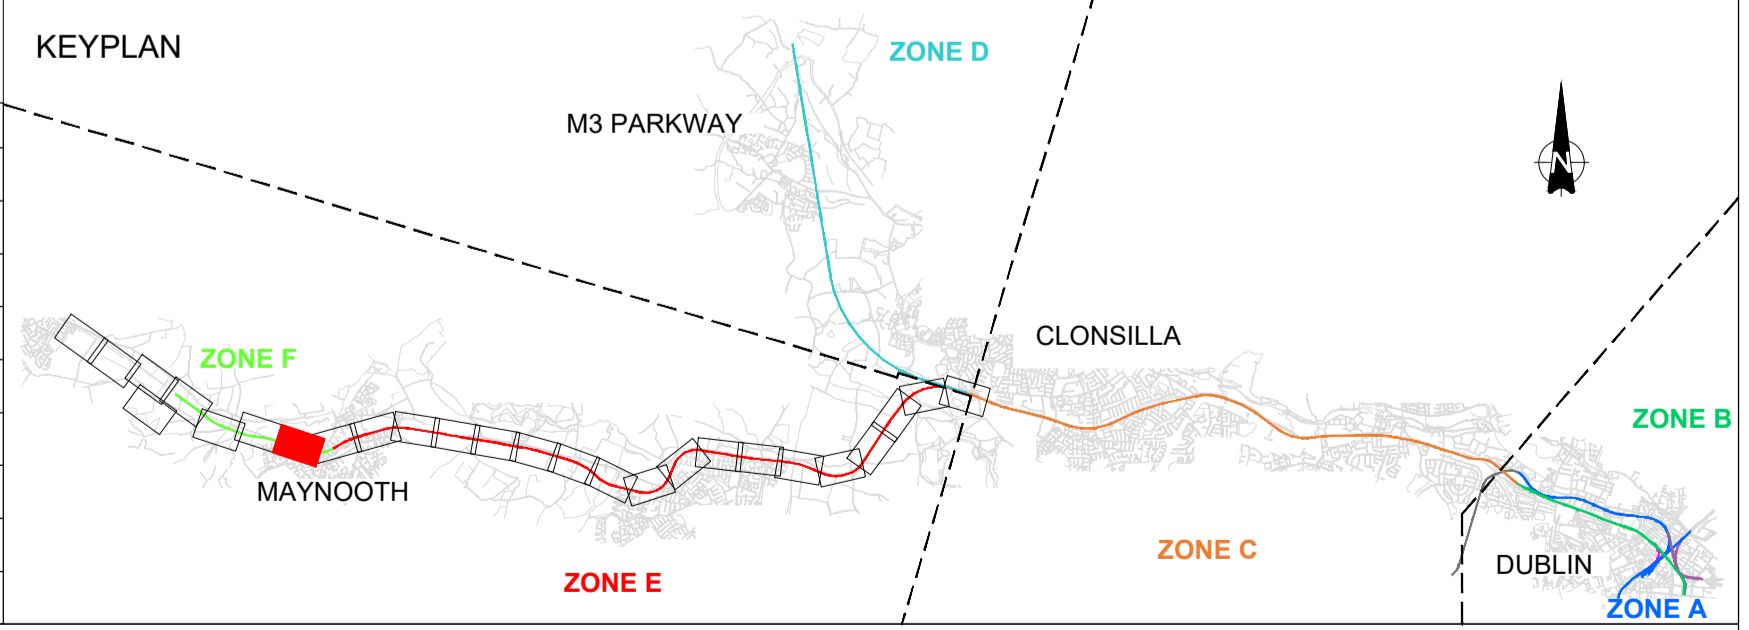 KEYPLAN
ZONE D
M3 PARKWAY
N
CLONSILLA
ZONE F
ZONE B
MAYNOOTH
ZONE C
DUBLIN
ZONE E
ZONE A